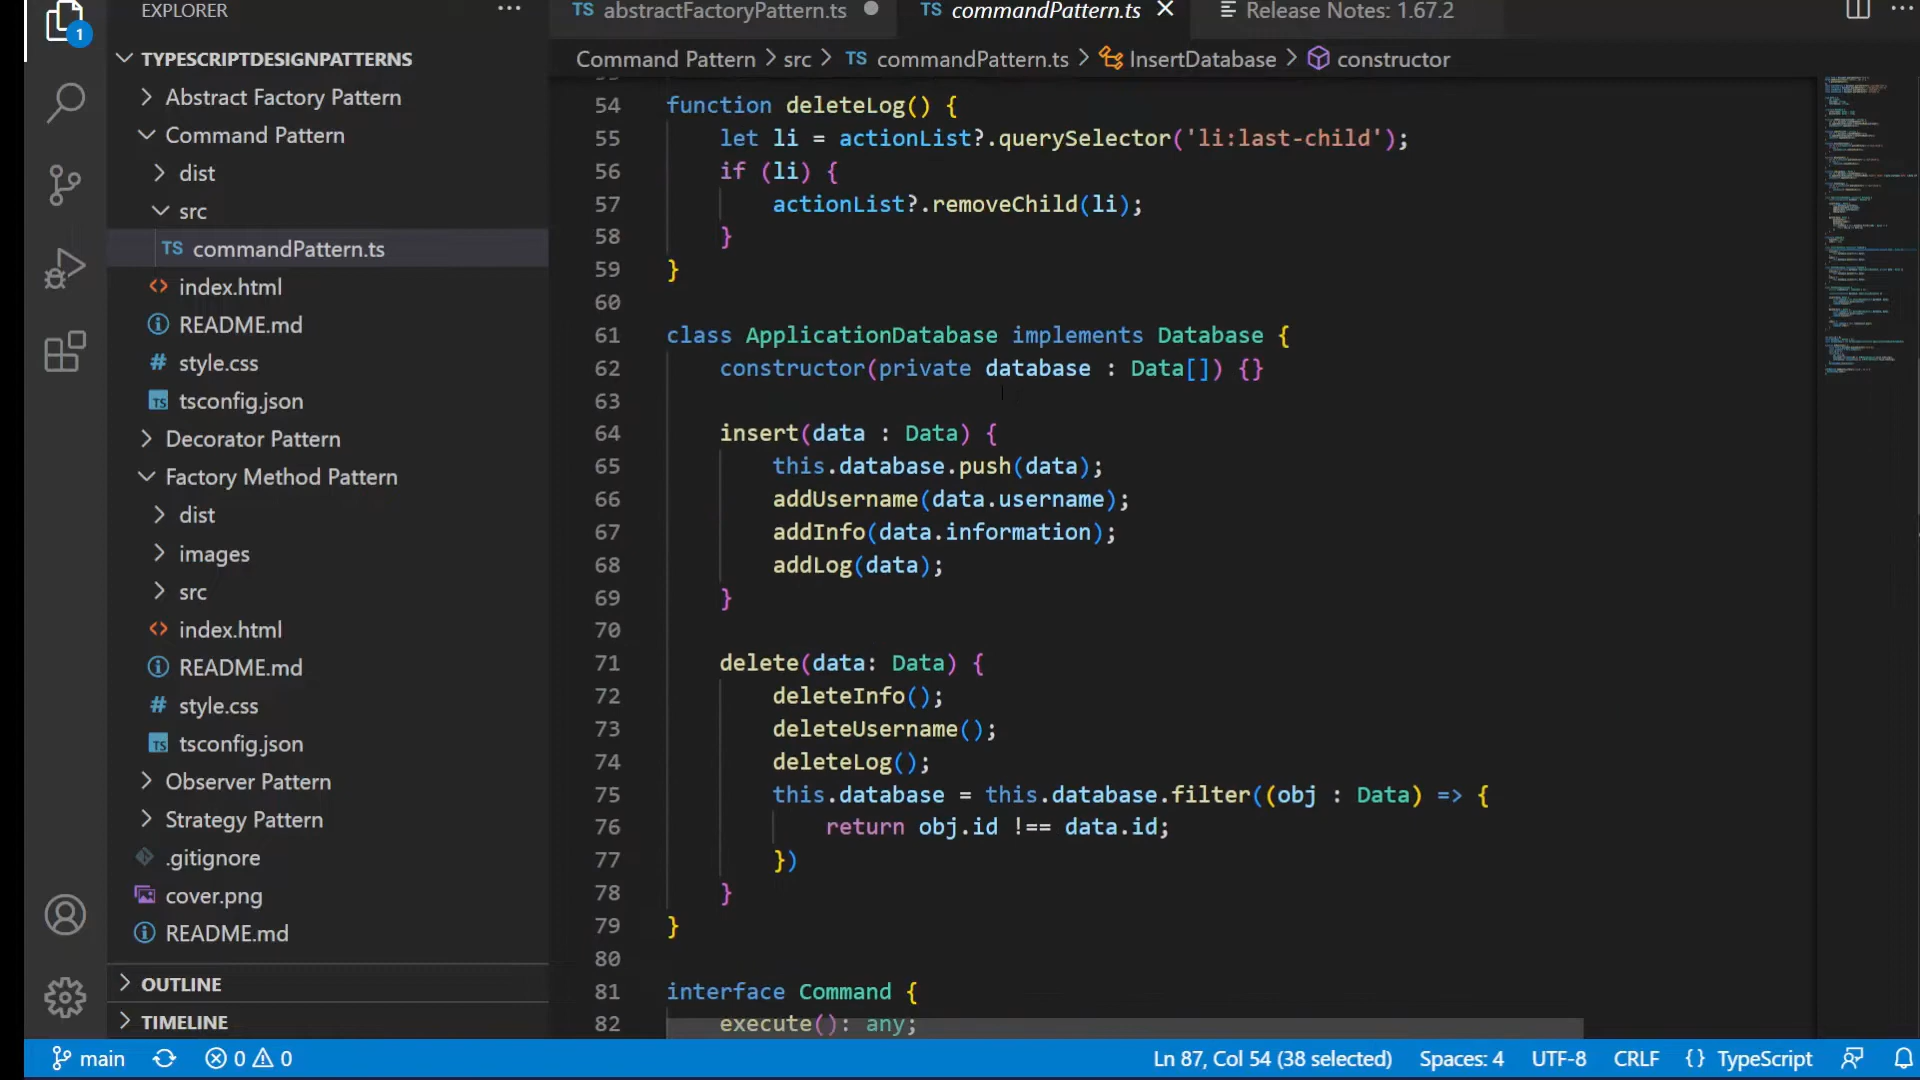 EXPLORER
TYPESCRIPTDESIGNPATTERNS
Abstract Factory Pattern
Command Pattern
dist
src
TS commandPattern.ts
index.html
README.md
# style.css
TS tsconfig.json
Decorator Pattern
Factory Method Pattern
dist
images
src
index.html
README.md
# style.css
TS tsconfig.json
Observer Pattern
Strategy Pattern
.gitignore
cover.png
README.md
OUTLINE
TIMELINE
1
TS abstractFactoryPattern.ts
TS commandPattern.ts
Release Notes: 1.67.2
Command Pattern > src > TS commandPattern.ts > InsertDatabase > constructor
54 function deleteLog() {
55 let li = actionList?.querySelector('li:last-child');
56 if (li) {
57 actionList?.removeChild(li);
58 }
59 }
60
61 class ApplicationDatabase implements Database {
62 constructor(private database : Data[]) {}
63
64 insert(data : Data) {
65 this.database.push(data);
66 addUsername(data.username);
67 addInfo(data.information);
68 addLog(data);
69 }
70
71 delete(data: Data) {
72 deleteInfo();
73 deleteUsername();
74 deleteLog();
75 this.database = this.database.filter((obj : Data) => {
76 return obj.id !== data.id;
77 })
78 }
79 }
80
81 interface Command {
82 execute(): any;
main 0 0 Ln 87, Col 54 (38 selected) Spaces: 4 UTF-8 CRLF {} TypeScript